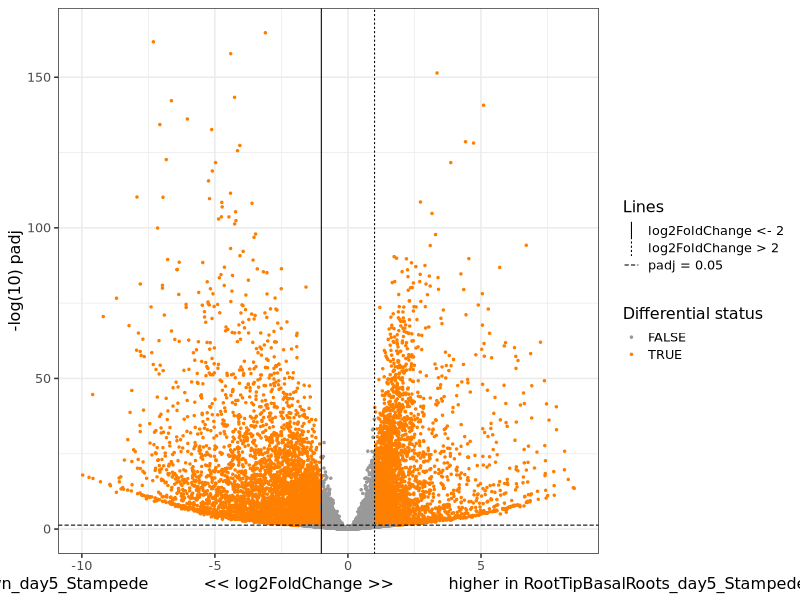 150
100
50
0
-log(10) padj
-10
-5
0
5
n_day5_Stampede << log2FoldChange >> higher in RootTipBasalRoots_day5_Stampede
Lines
log2FoldChange <- 2
log2FoldChange > 2
padj = 0.05
Differential status
FALSE
TRUE